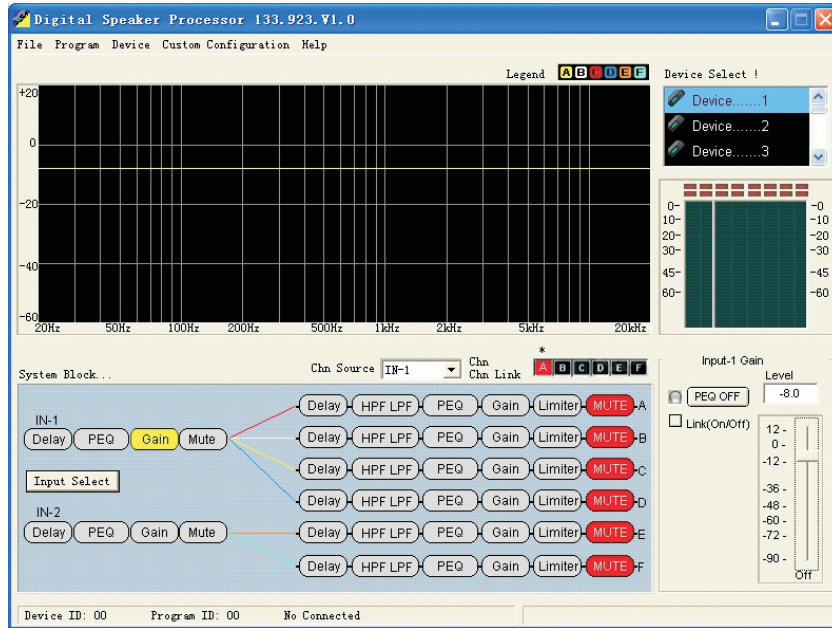 Digital Speaker Processor 133.923.V1.0
File Program Device Custom Configuration Help
Legend A B C D E F
Device Select !
Device.......1
Device.......2
Device.......3
+20
0
-20
-40
-60
20Hz 50Hz 100Hz 200Hz 500Hz 1kHz 2kHz 5kHz 20kHz
0- -0
10- -10
20- -20
30- -30
45- -45
60- -60
System Block...
Chn Source IN-1
*
Chn
Chn Link A B C D E F
IN-1
Delay PEQ Gain Mute
Input Select
IN-2
Delay PEQ Gain Mute
Delay HPF LPF PEQ Gain Limiter MUTE A
Delay HPF LPF PEQ Gain Limiter MUTE B
Delay HPF LPF PEQ Gain Limiter MUTE C
Delay HPF LPF PEQ Gain Limiter MUTE D
Delay HPF LPF PEQ Gain Limiter MUTE E
Delay HPF LPF PEQ Gain Limiter MUTE F
Input-1 Gain
Level
PEQ OFF -8.0
Link(On/Off)
12 -
0 -
-12 -
-36 -
-48 -
-60 -
-72 -
-90 -
Off
Device ID: 00 Program ID: 00 No Connected